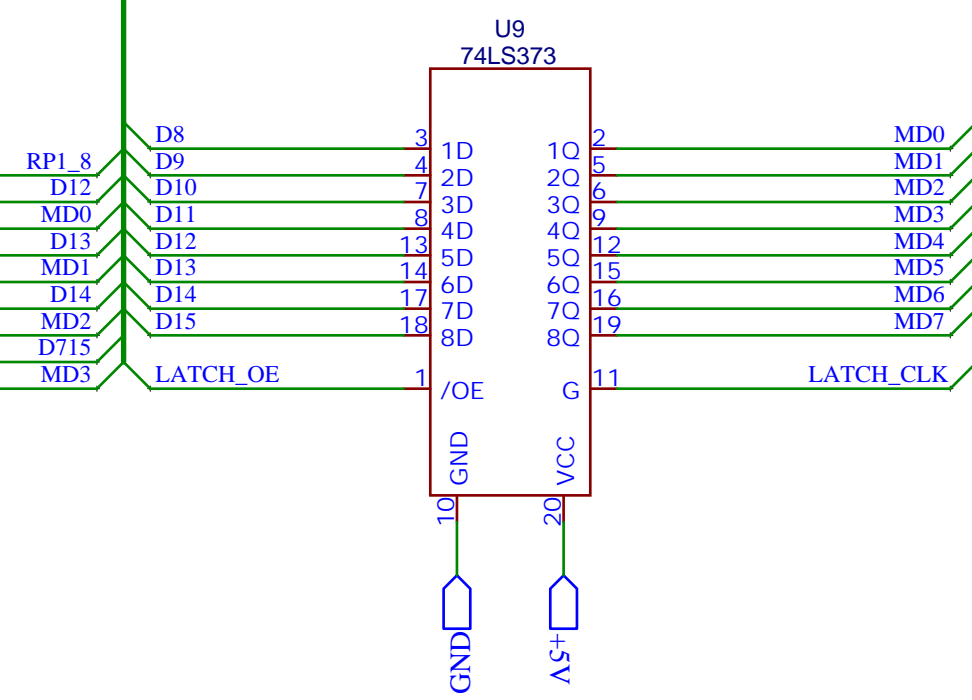 U9
74LS373
D8 3 1D 1Q 2 MD0
RP1_8 D9 4 2D 2Q 5 MD1
D12 D10 7 3D 3Q 6 MD2
MD0 D11 8 4D 4Q 9 MD3
D13 D12 13 5D 5Q 12 MD4
MD1 D13 14 6D 6Q 15 MD5
D14 D14 17 7D 7Q 16 MD6
MD2 D15 18 8D 8Q 19 MD7
D715
MD3 LATCH_OE 1 /OE G 11 LATCH_CLK
GND VCC
10 20
GND +5V